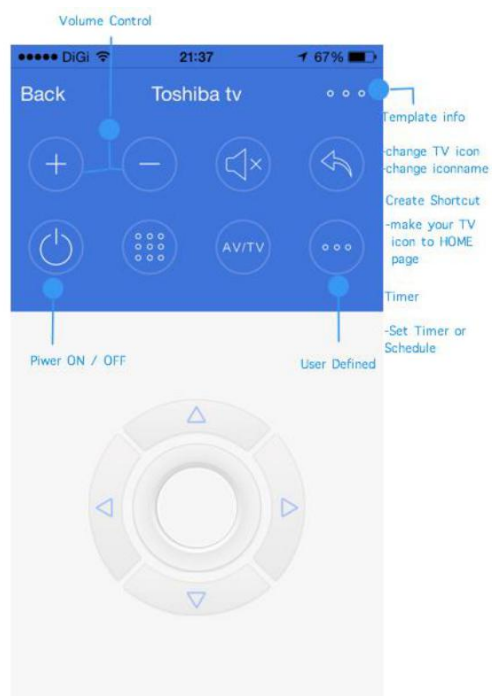 Volume Control
DiGi 21:37 67%
Back Toshiba tv
Template info
-change TV icon
-change iconname
Create Shortcut
-make your TV
icon to HOME
page
AV/TV
Timer
-Set Timer or
Schedule
Piwer ON / OFF
User Defined